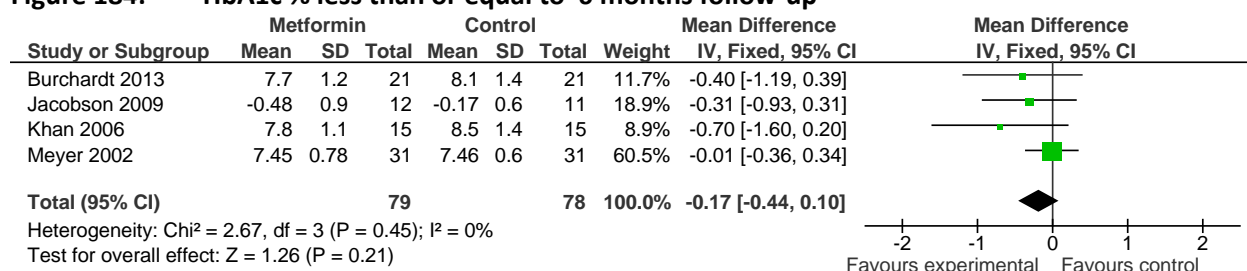 Figure 184. HbA1c % less than or equal to 6 months follow-up
Metformin Control Mean Difference Mean Difference
Study or Subgroup Mean SD Total Mean SD Total Weight IV, Fixed, 95% CI IV, Fixed, 95% CI
Burchardt 2013 7.7 1.2 21 8.1 1.4 21 11.7% -0.40 [-1.19, 0.39]
Jacobson 2009 -0.48 0.9 12 -0.17 0.6 11 18.9% -0.31 [-0.93, 0.31]
Khan 2006 7.8 1.1 15 8.5 1.4 15 8.9% -0.70 [-1.60, 0.20]
Meyer 2002 7.45 0.78 31 7.46 0.6 31 60.5% -0.01 [-0.36, 0.34]
Total (95% CI) 79 78 100.0% -0.17 [-0.44, 0.10]
Heterogeneity: Chi² = 2.67, df = 3 (P = 0.45); I² = 0%
Test for overall effect: Z = 1.26 (P = 0.21)
-2 -1 0 1 2
Favours experimental Favours control